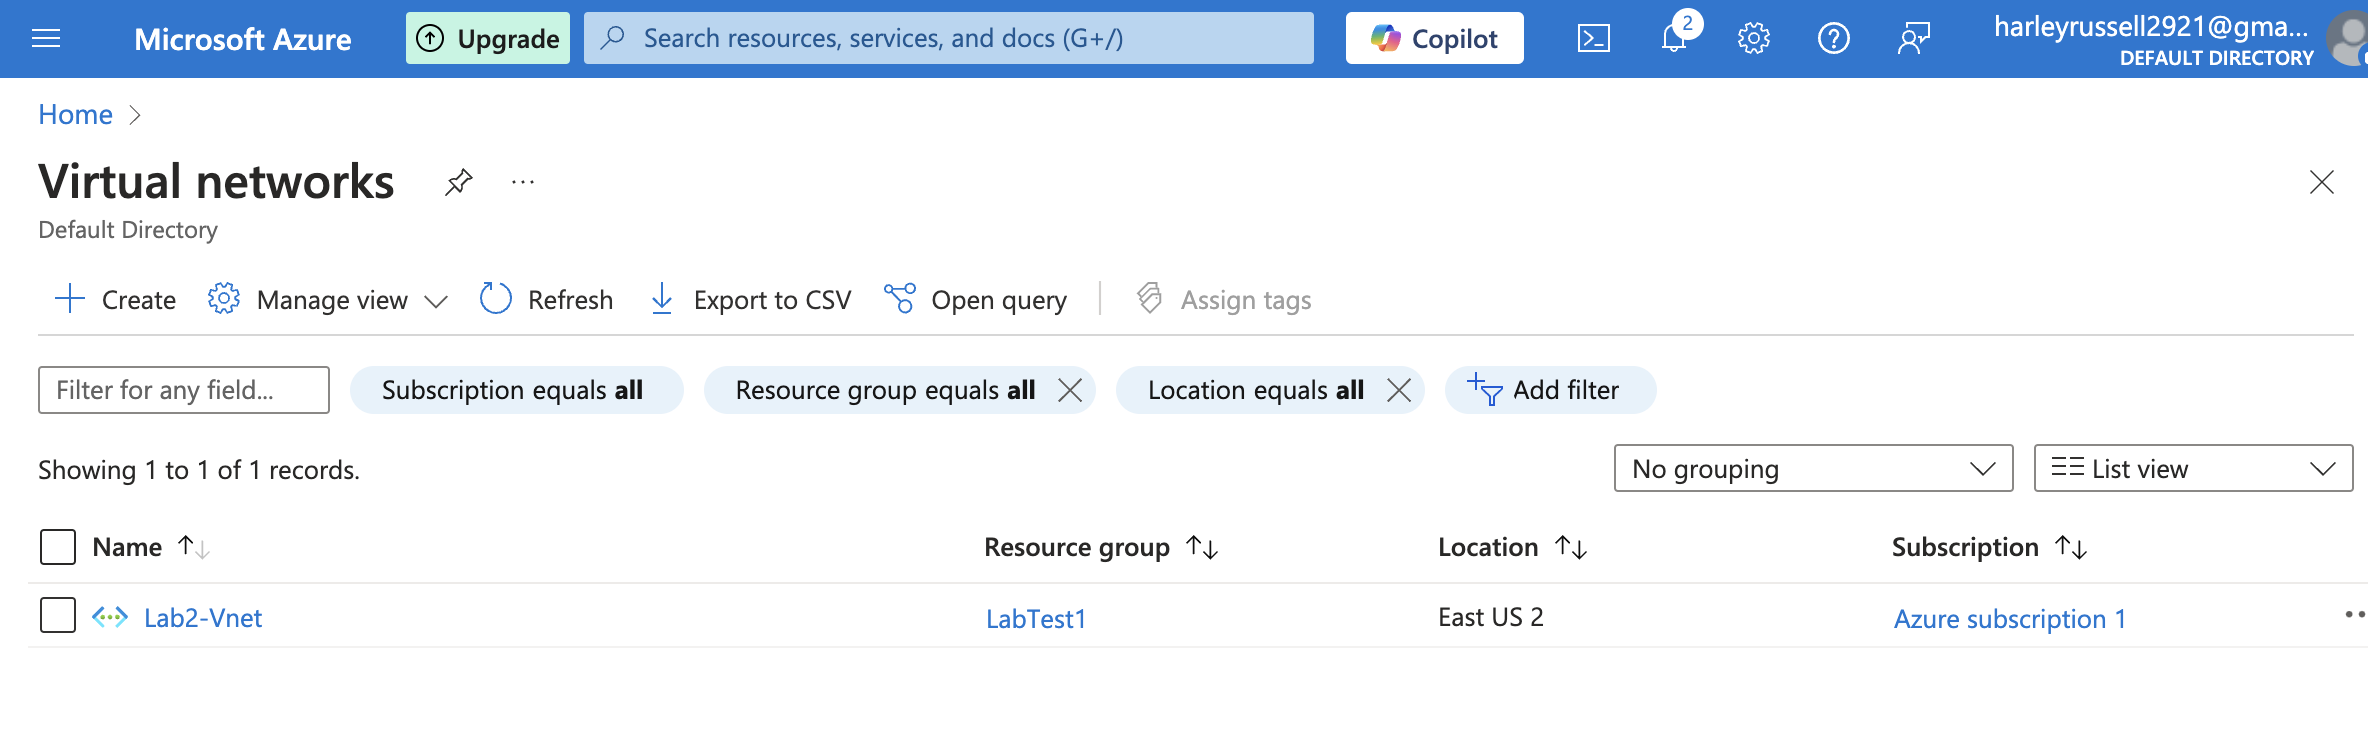 Microsoft Azure
Upgrade
Search resources, services, and docs (G+/)
Copilot
2
harleyrussell2921@gma...
DEFAULT DIRECTORY
Home
Virtual networks
Default Directory
Create
Manage view
Refresh
Export to CSV
Open query
Assign tags
Filter for any field...
Subscription equals all
Resource group equals all
Location equals all
Add filter
Showing 1 to 1 of 1 records.
No grouping
List view
Name
Resource group
Location
Subscription
Lab2-Vnet
LabTest1
East US 2
Azure subscription 1